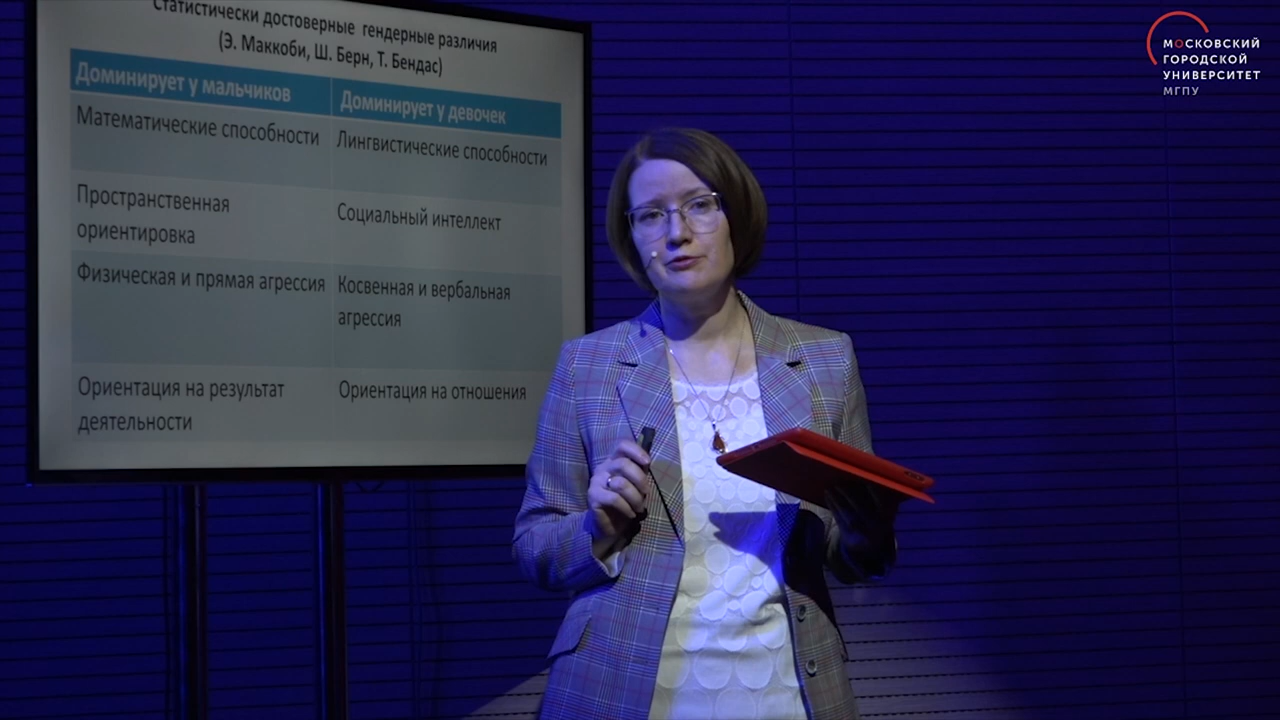 Статистически достоверные гендерные различия
(Э. Маккоби, Ш. Берн, Т. Бендас)
Доминирует у мальчиков
Доминирует у девочек
Математические способности
Лингвистические способности
Пространственная
ориентировка
Социальный интеллект
Физическая и прямая агрессия
Косвенная и вербальная
агрессия
Ориентация на результат
деятельности
Ориентация на отношения
МОСКОВСКИЙ
ГОРОДСКОЙ
УНИВЕРСИТЕТ
МГПУ